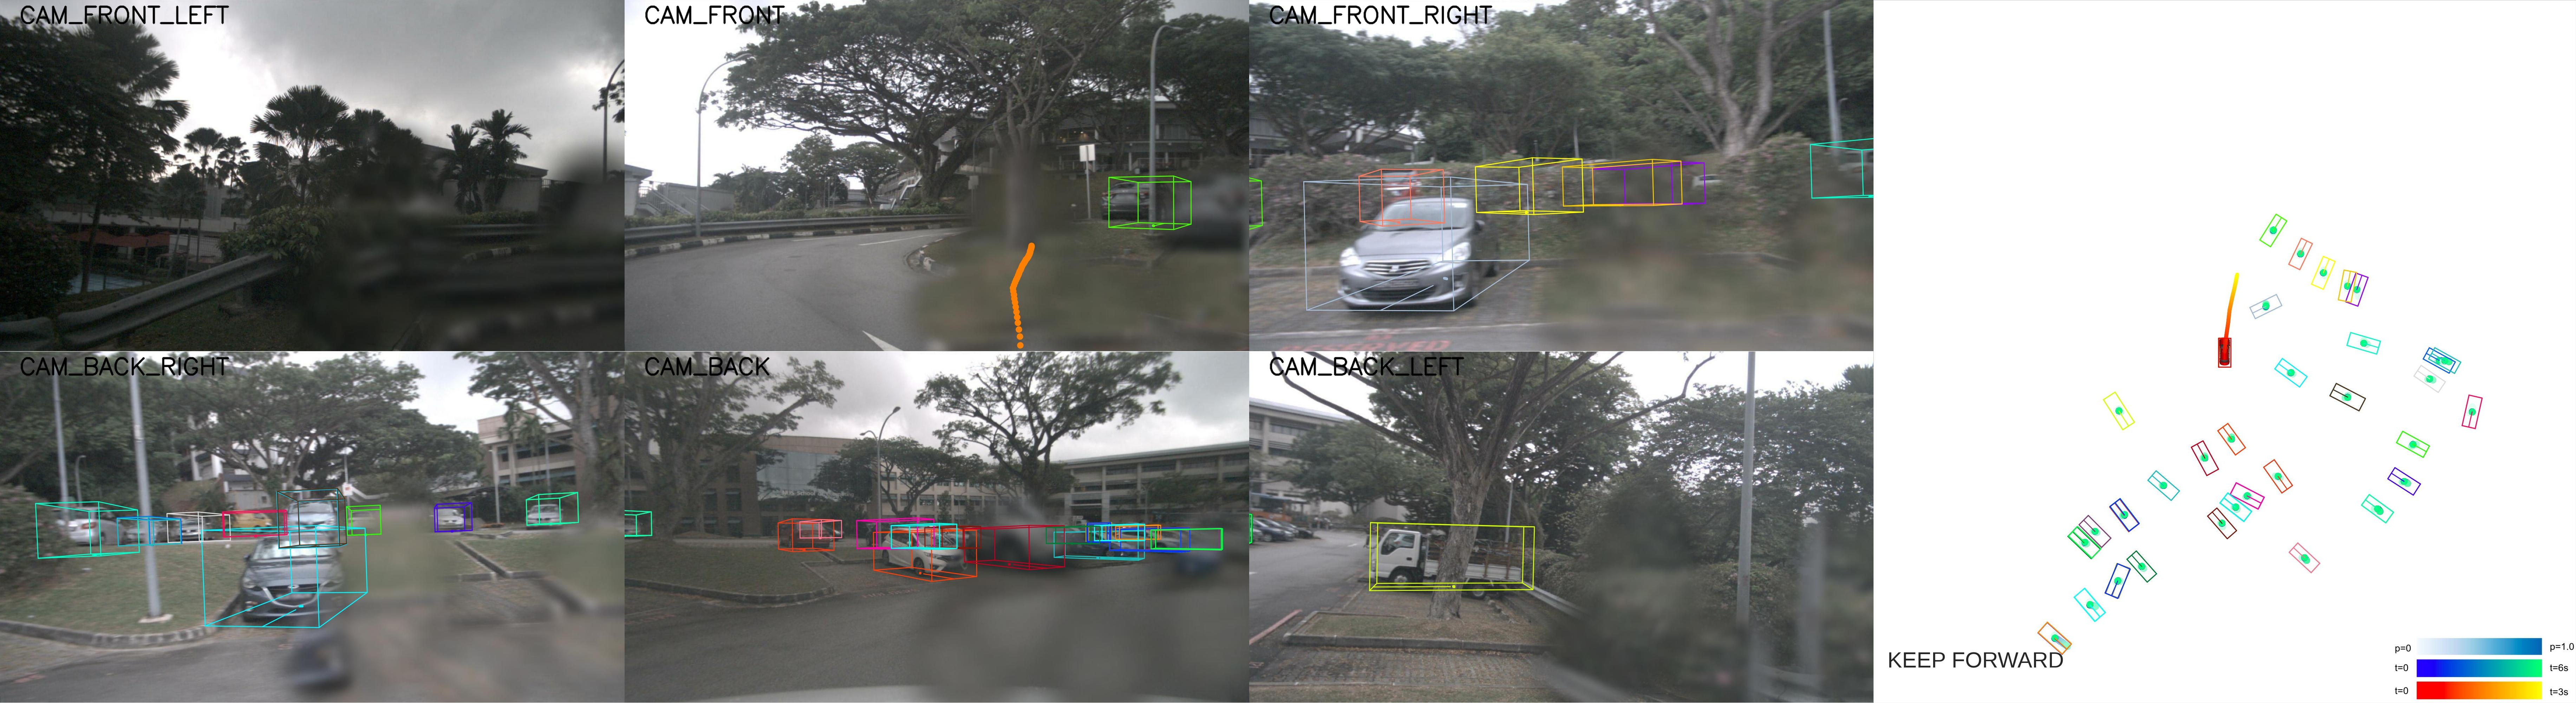 CAM_FRONT_LEFT
CAM_FRONT
CAM_FRONT_RIGHT
CAM_BACK_RIGHT
CAM_BACK
CAM_BACK_LEFT
KEEP FORWARD
p=0
p=1.0
t=0
t=6s
t=0
t=3s